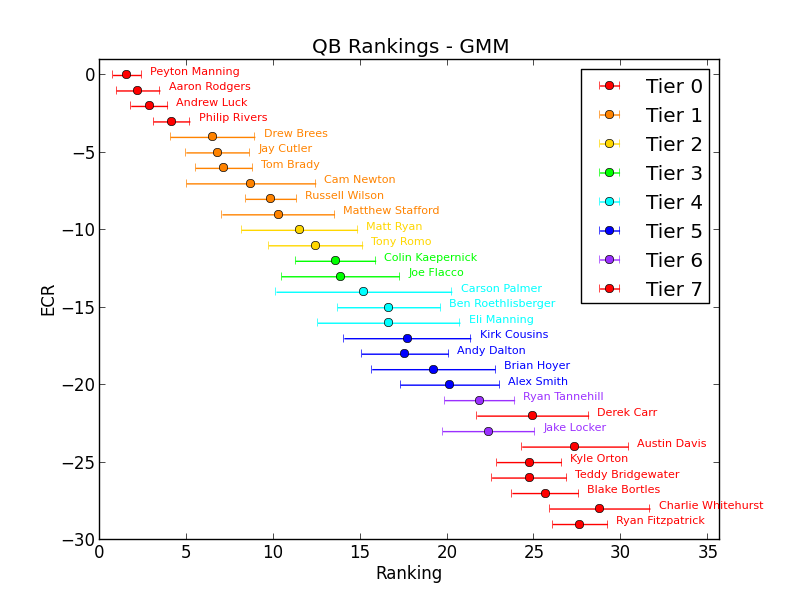 QB Rankings - GMM
0
−5
−10
−15
−20
−25
−30
ECR
Peyton Manning
Aaron Rodgers
Andrew Luck
Philip Rivers
Drew Brees
Jay Cutler
Tom Brady
Cam Newton
Russell Wilson
Matthew Stafford
Matt Ryan
Tony Romo
Colin Kaepernick
Joe Flacco
Carson Palmer
Ben Roethlisberger
Eli Manning
Kirk Cousins
Andy Dalton
Brian Hoyer
Alex Smith
Ryan Tannehill
Derek Carr
Jake Locker
Austin Davis
Kyle Orton
Teddy Bridgewater
Blake Bortles
Charlie Whitehurst
Ryan Fitzpatrick
Tier 0
Tier 1
Tier 2
Tier 3
Tier 4
Tier 5
Tier 6
Tier 7
0 5 10 15 20 25 30 35
Ranking